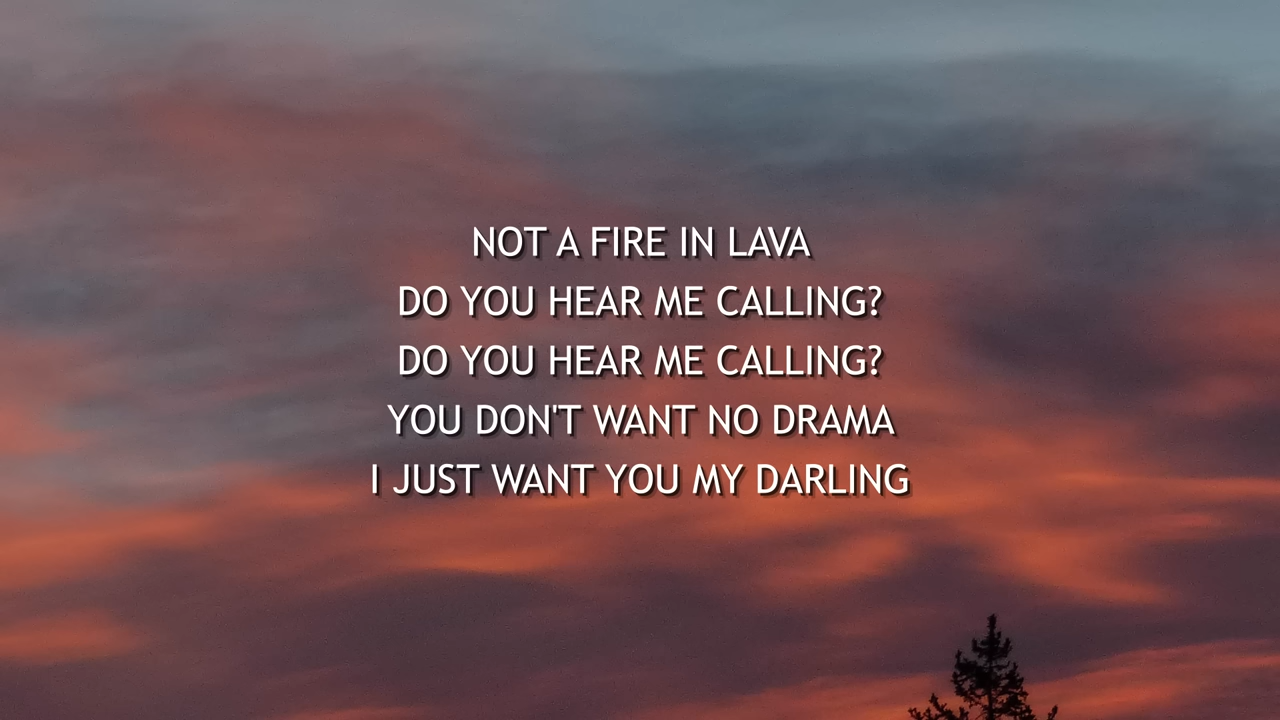 NOT A FIRE IN LAVA
DO YOU HEAR ME CALLING?
DO YOU HEAR ME CALLING?
YOU DON'T WANT NO DRAMA
I JUST WANT YOU MY DARLING